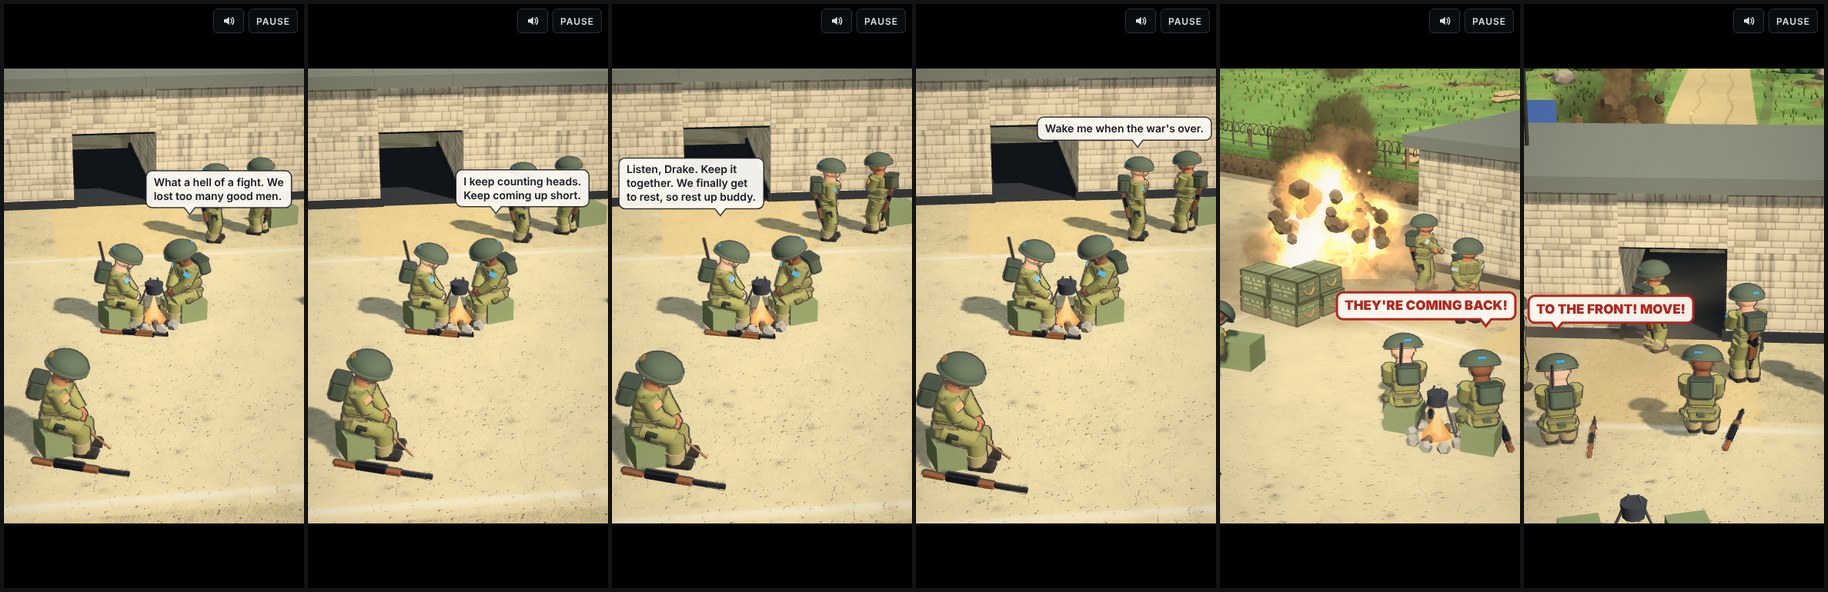 PAUSE
What a hell of a fight. We
lost too many good men.
PAUSE
I keep counting heads.
Keep coming up short.
PAUSE
Listen, Drake. Keep it
together. We finally get
to rest, so rest up buddy.
PAUSE
Wake me when the war's over.
PAUSE
THEY'RE COMING BACK!
PAUSE
TO THE FRONT! MOVE!